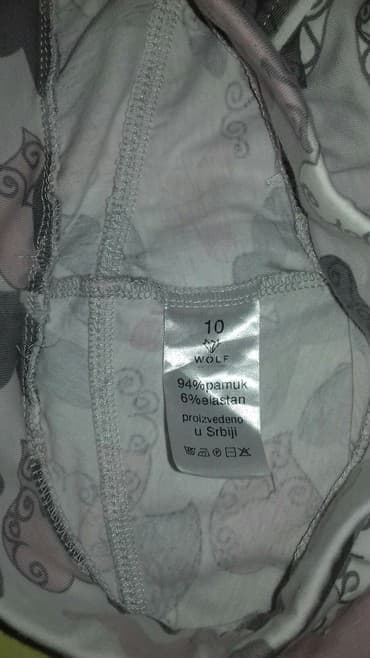 10
WOLF
94%pamuk
6%elastan
proizvedeno
u Srbiji